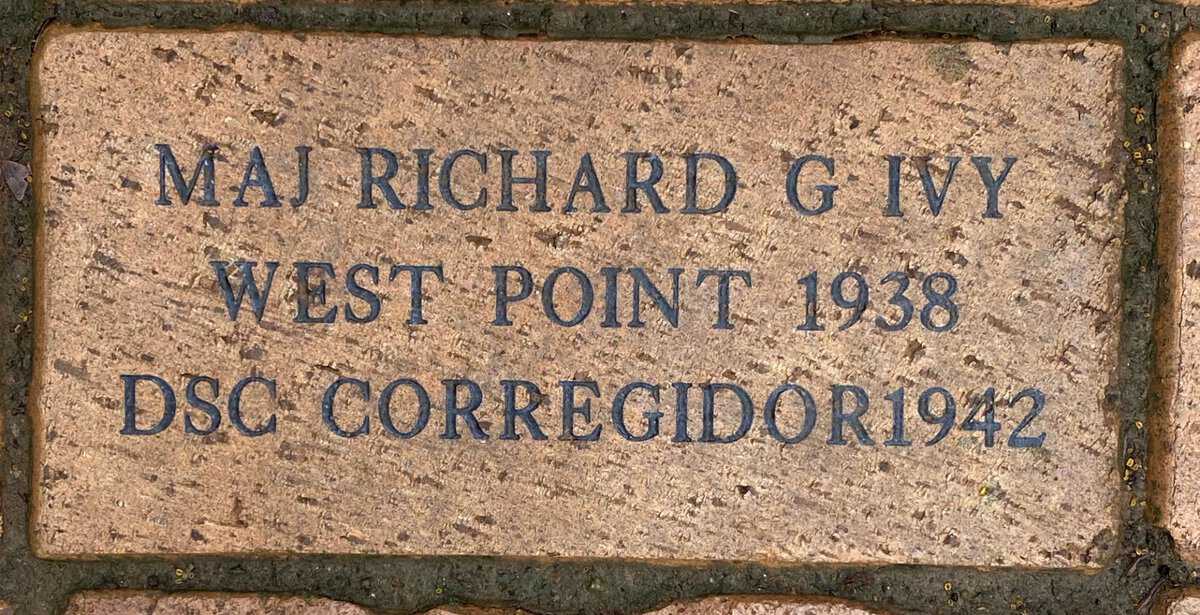 MAJ RICHARD G IVY
WEST POINT 1938
DSC CORREGIDOR1942